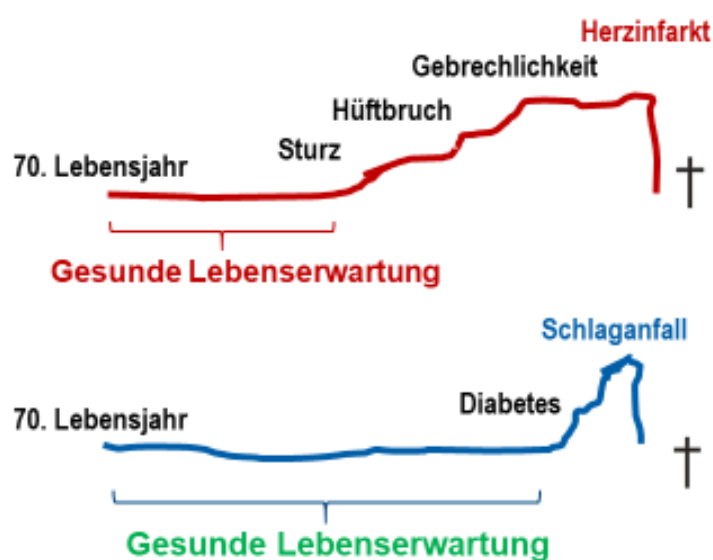 Herzinfarkt
Gebrechlichkeit
Hüftbruch
Sturz
70. Lebensjahr
Gesunde Lebenserwartung
Schlaganfall
Diabetes
70. Lebensjahr
Gesunde Lebenserwartung